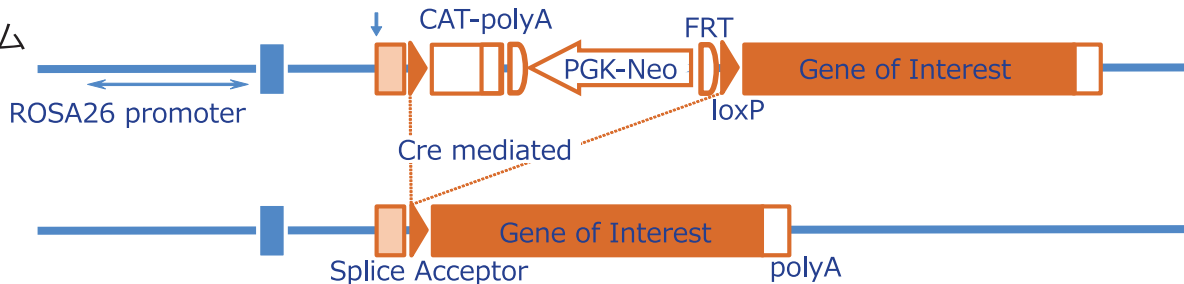 ム
CAT-polyA
FRT
PGK-Neo
Gene of Interest
ROSA26 promoter
loxP
Cre mediated
Gene of Interest
Splice Acceptor
polyA